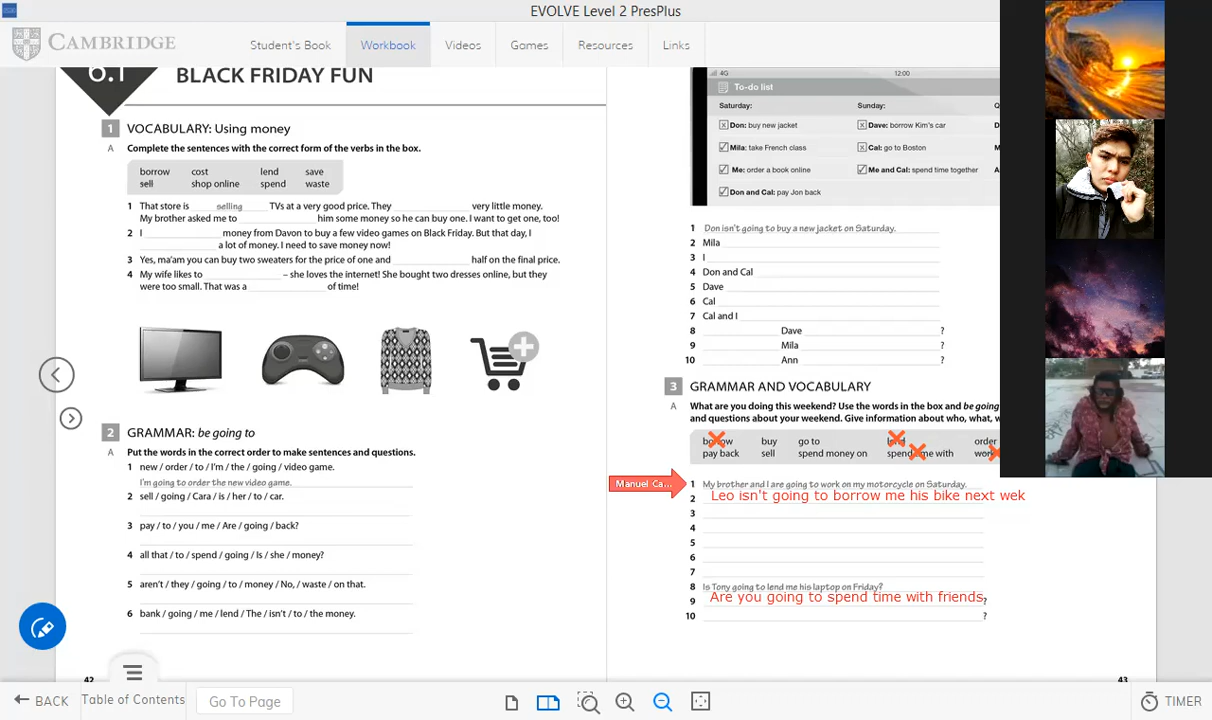 EVOLVE Level 2 PresPlus
CAMBRIDGE
Student's Book
Workbook
Videos
Games
Resources
Links
6.1
BLACK FRIDAY FUN
1 VOCABULARY: Using money
A Complete the sentences with the correct form of the verbs in the box.
borrow cost lend save
sell shop online spend waste
1 That store is selling TVs at a very good price. They very little money.
My brother asked me to him some money so he can buy one. I want to get one, too!
2 I money from Davon to buy a few video games on Black Friday. But that day, I
a lot of money. I need to save money now!
3 Yes, ma'am you can buy two sweaters for the price of one and half on the final price.
4 My wife likes to – she loves the internet! She bought two dresses online, but they
were too small. That was a of time!
2 GRAMMAR: be going to
A Put the words in the correct order to make sentences and questions.
1 new / order / to / I'm / the / going / video game.
I'm going to order the new video game.
2 sell / going / Cara / is / her / to / car.
3 pay / to / you / me / Are / going / back?
4 all that / to / spend / going / Is / she / money?
5 aren't / they / going / to / money / No, / waste / on that.
6 bank / going / me / lend / The / isn't / to / the money.
42
4G 12:00
To-do list
Saturday: Sunday:
Don: buy new jacket Dave: borrow Kim's car
Mila: take French class Cal: go to Boston
Me: order a book online Me and Cal: spend time together
Don and Cal: pay Jon back
1 Don isn't going to buy a new jacket on Saturday.
2 Mila
3 I
4 Don and Cal
5 Dave
6 Cal
7 Cal and I
8 Dave ?
9 Mila ?
10 Ann ?
3 GRAMMAR AND VOCABULARY
A What are you doing this weekend? Use the words in the box and be going
and questions about your weekend. Give information about who, what, w
borrow buy go to lend order
pay back sell spend money on spend time with work
Manuel Ca...
1 My brother and I are going to work on my motorcycle on Saturday.
2 Leo isn't going to borrow me his bike next wek
3
4
5
6
7
8 Is Tony going to lend me his laptop on Friday?
9 Are you going to spend time with friends ?
10 ?
43
BACK
Table of Contents
Go To Page
TIMER